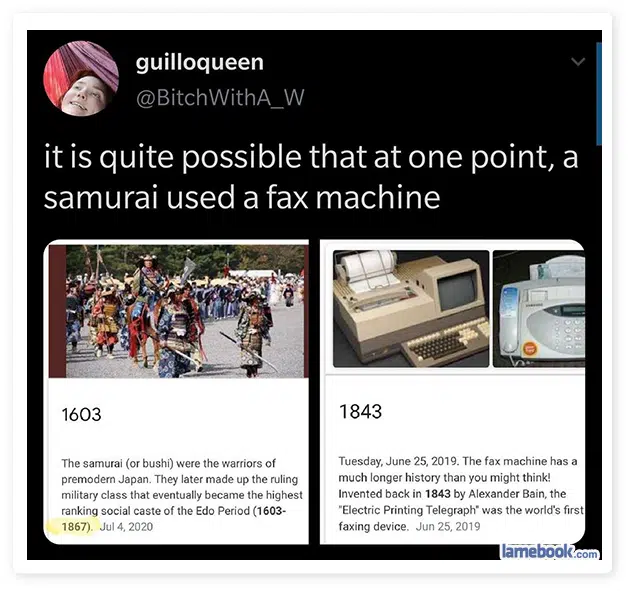 guilloqueen
@BitchWithA_W
it is quite possible that at one point, a
samurai used a fax machine
1603
The samurai (or bushi) were the warriors of
premodern Japan. They later made up the ruling
military class that eventually became the highest
ranking social caste of the Edo Period (1603-
1867). Jul 4, 2020
1843
Tuesday, June 25, 2019. The fax machine has a
much longer history than you might think!
Invented back in 1843 by Alexander Bain, the
"Electric Printing Telegraph" was the world's first
faxing device. Jun 25, 2019
lamebook.com